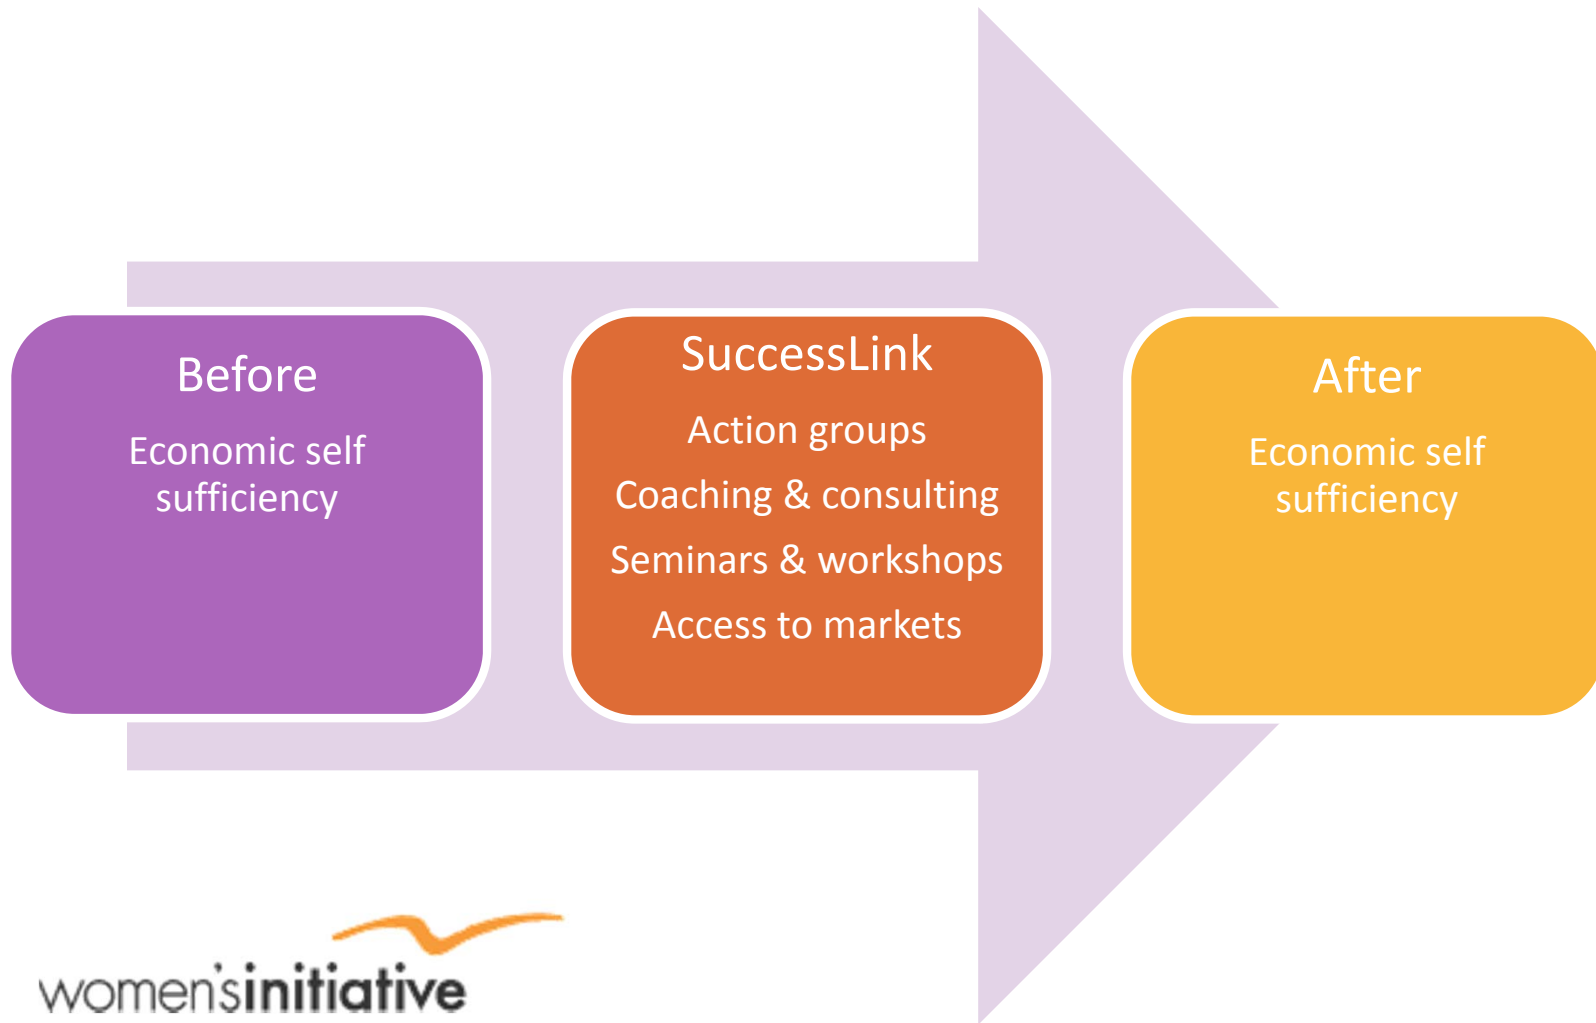 Before
Economic self
sufficiency
SuccessLink
Action groups
Coaching & consulting
Seminars & workshops
Access to markets
After
Economic self
sufficiency
women'sinitiative